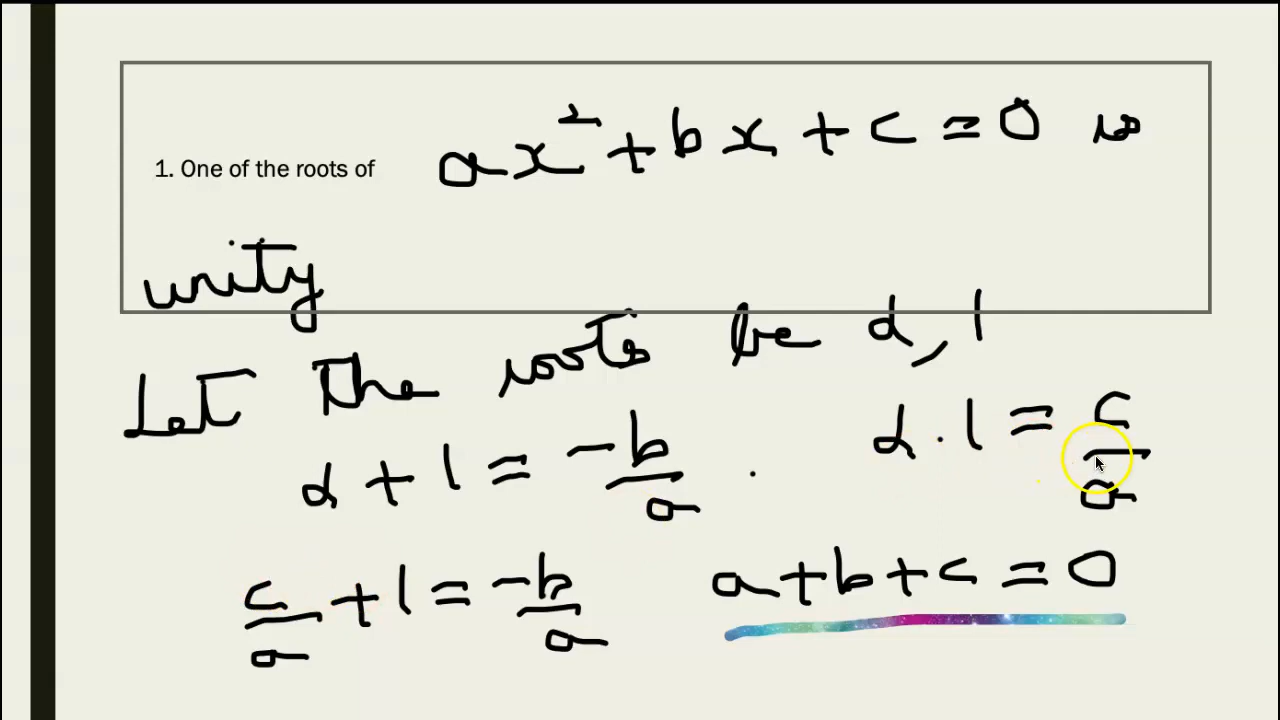 1. One of the roots of ax² + bx + c = 0 is
unity
Let the roots be α, 1
α + 1 = -b/a . α . 1 = c/a
c/a + 1 = -b/a a + b + c = 0